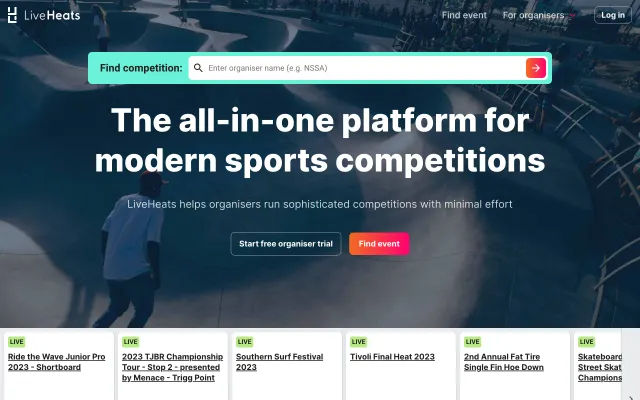 LiveHeats
Find event
For organisers
Log in
Find competition:
Enter organiser name (e.g. NSSA)
The all-in-one platform for
modern sports competitions
LiveHeats helps organisers run sophisticated competitions with minimal effort
Start free organiser trial
Find event
LIVE
Ride the Wave Junior Pro
2023 - Shortboard
LIVE
2023 TJBR Championship
Tour - Stop 2 - presented
by Menace - Trigg Point
LIVE
Southern Surf Festival
2023
LIVE
Tivoli Final Heat 2023
LIVE
2nd Annual Fat Tire
Single Fin Hoe Down
LIVE
Skateboard
Street Skat
Champions